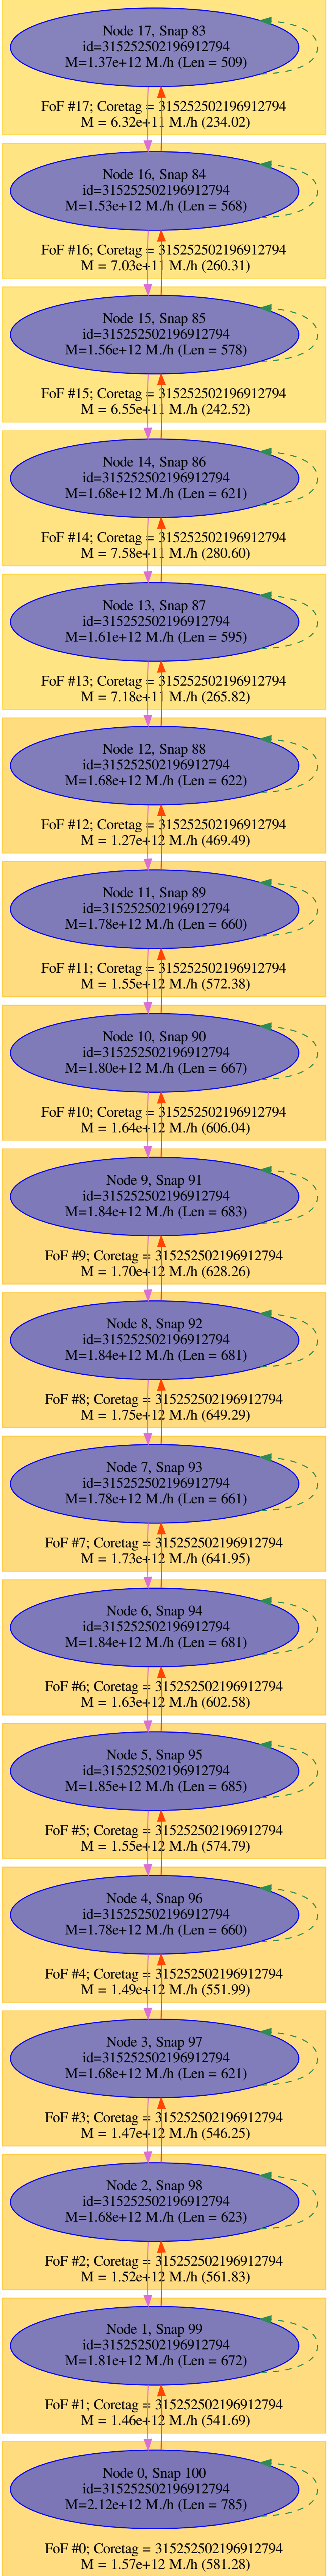 Node 17, Snap 83
id=315252502196912794
M=1.37e+12 M./h (Len = 509)
FoF #17; Coretag = 315252502196912794
M = 6.32e+11 M./h (234.02)
Node 16, Snap 84
id=315252502196912794
M=1.53e+12 M./h (Len = 568)
FoF #16; Coretag = 315252502196912794
M = 7.03e+11 M./h (260.31)
Node 15, Snap 85
id=315252502196912794
M=1.56e+12 M./h (Len = 578)
FoF #15; Coretag = 315252502196912794
M = 6.55e+11 M./h (242.52)
Node 14, Snap 86
id=315252502196912794
M=1.68e+12 M./h (Len = 621)
FoF #14; Coretag = 315252502196912794
M = 7.58e+11 M./h (280.60)
Node 13, Snap 87
id=315252502196912794
M=1.61e+12 M./h (Len = 595)
FoF #13; Coretag = 315252502196912794
M = 7.18e+11 M./h (265.82)
Node 12, Snap 88
id=315252502196912794
M=1.68e+12 M./h (Len = 622)
FoF #12; Coretag = 315252502196912794
M = 1.27e+12 M./h (469.49)
Node 11, Snap 89
id=315252502196912794
M=1.78e+12 M./h (Len = 660)
FoF #11; Coretag = 315252502196912794
M = 1.55e+12 M./h (572.38)
Node 10, Snap 90
id=315252502196912794
M=1.80e+12 M./h (Len = 667)
FoF #10; Coretag = 315252502196912794
M = 1.64e+12 M./h (606.04)
Node 9, Snap 91
id=315252502196912794
M=1.84e+12 M./h (Len = 683)
FoF #9; Coretag = 315252502196912794
M = 1.70e+12 M./h (628.26)
Node 8, Snap 92
id=315252502196912794
M=1.84e+12 M./h (Len = 681)
FoF #8; Coretag = 315252502196912794
M = 1.75e+12 M./h (649.29)
Node 7, Snap 93
id=315252502196912794
M=1.78e+12 M./h (Len = 661)
FoF #7; Coretag = 315252502196912794
M = 1.73e+12 M./h (641.95)
Node 6, Snap 94
id=315252502196912794
M=1.84e+12 M./h (Len = 681)
FoF #6; Coretag = 315252502196912794
M = 1.63e+12 M./h (602.58)
Node 5, Snap 95
id=315252502196912794
M=1.85e+12 M./h (Len = 685)
FoF #5; Coretag = 315252502196912794
M = 1.55e+12 M./h (574.79)
Node 4, Snap 96
id=315252502196912794
M=1.78e+12 M./h (Len = 660)
FoF #4; Coretag = 315252502196912794
M = 1.49e+12 M./h (551.99)
Node 3, Snap 97
id=315252502196912794
M=1.68e+12 M./h (Len = 621)
FoF #3; Coretag = 315252502196912794
M = 1.47e+12 M./h (546.25)
Node 2, Snap 98
id=315252502196912794
M=1.68e+12 M./h (Len = 623)
FoF #2; Coretag = 315252502196912794
M = 1.52e+12 M./h (561.83)
Node 1, Snap 99
id=315252502196912794
M=1.81e+12 M./h (Len = 672)
FoF #1; Coretag = 315252502196912794
M = 1.46e+12 M./h (541.69)
Node 0, Snap 100
id=315252502196912794
M=2.12e+12 M./h (Len = 785)
FoF #0; Coretag = 315252502196912794
M = 1.57e+12 M./h (581.28)